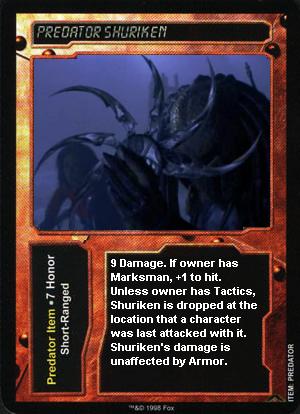 PREDATOR SHURIKEN
9 Damage. If owner has
Marksman, +1 to hit.
Unless owner has Tactics,
Shuriken is dropped at the
location that a character
was last attacked with it.
Shuriken's damage is
unaffected by Armor.
Predator Item •7 Honor
Short-Ranged
ITEM: PREDATOR
™&© 1998 Fox